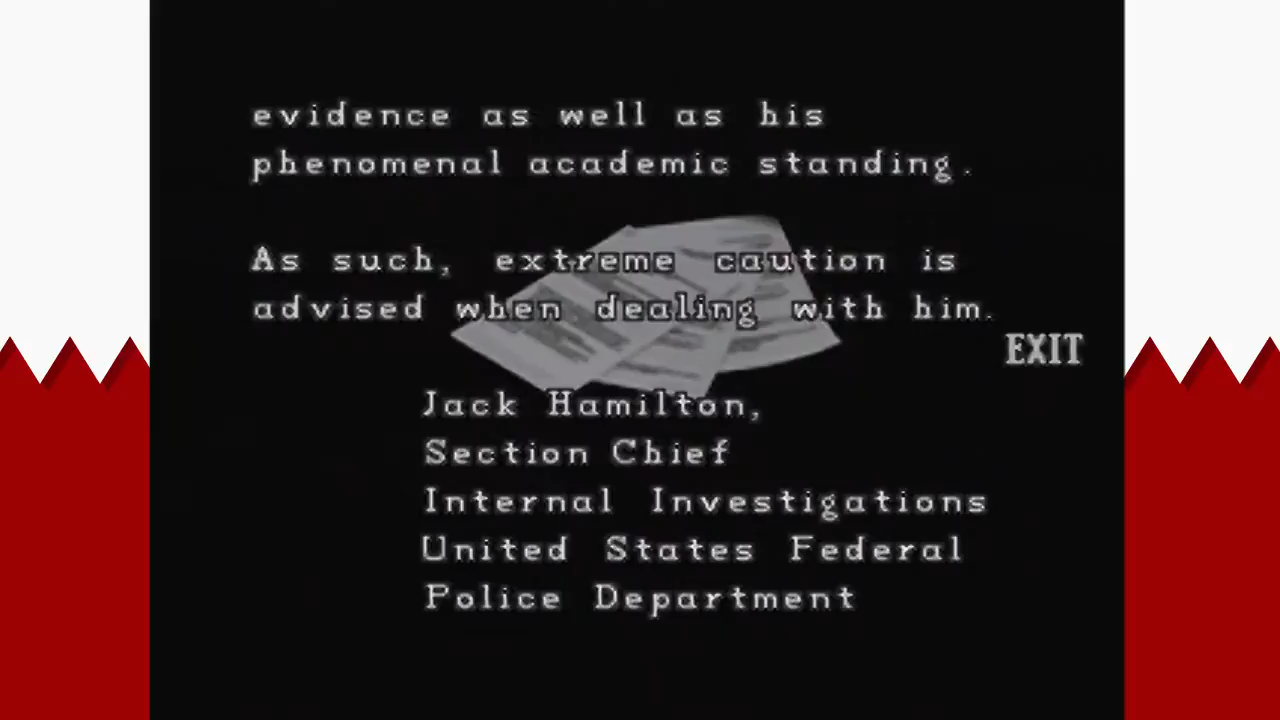 evidence as well as his
phenomenal academic standing.
As such, extreme caution is
advised when dealing with him.
EXIT
Jack Hamilton,
Section Chief
Internal Investigations
United States Federal
Police Department